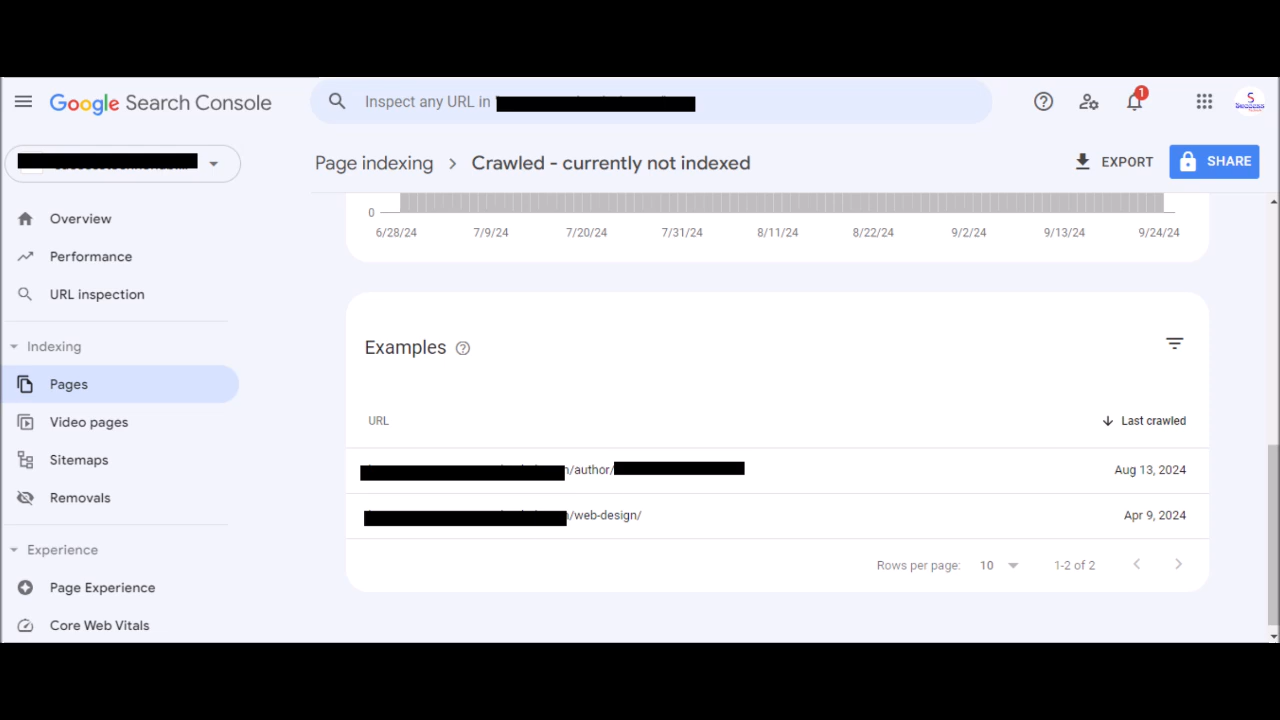 Google Search Console
Inspect any URL in
1
Page indexing > Crawled - currently not indexed
EXPORT
SHARE
Overview
Performance
URL inspection
Indexing
Pages
Video pages
Sitemaps
Removals
Experience
Page Experience
Core Web Vitals
0
6/28/24 7/9/24 7/20/24 7/31/24 8/11/24 8/22/24 9/2/24 9/13/24 9/24/24
Examples
URL Last crawled
/author/ Aug 13, 2024
/web-design/ Apr 9, 2024
Rows per page: 10 1-2 of 2